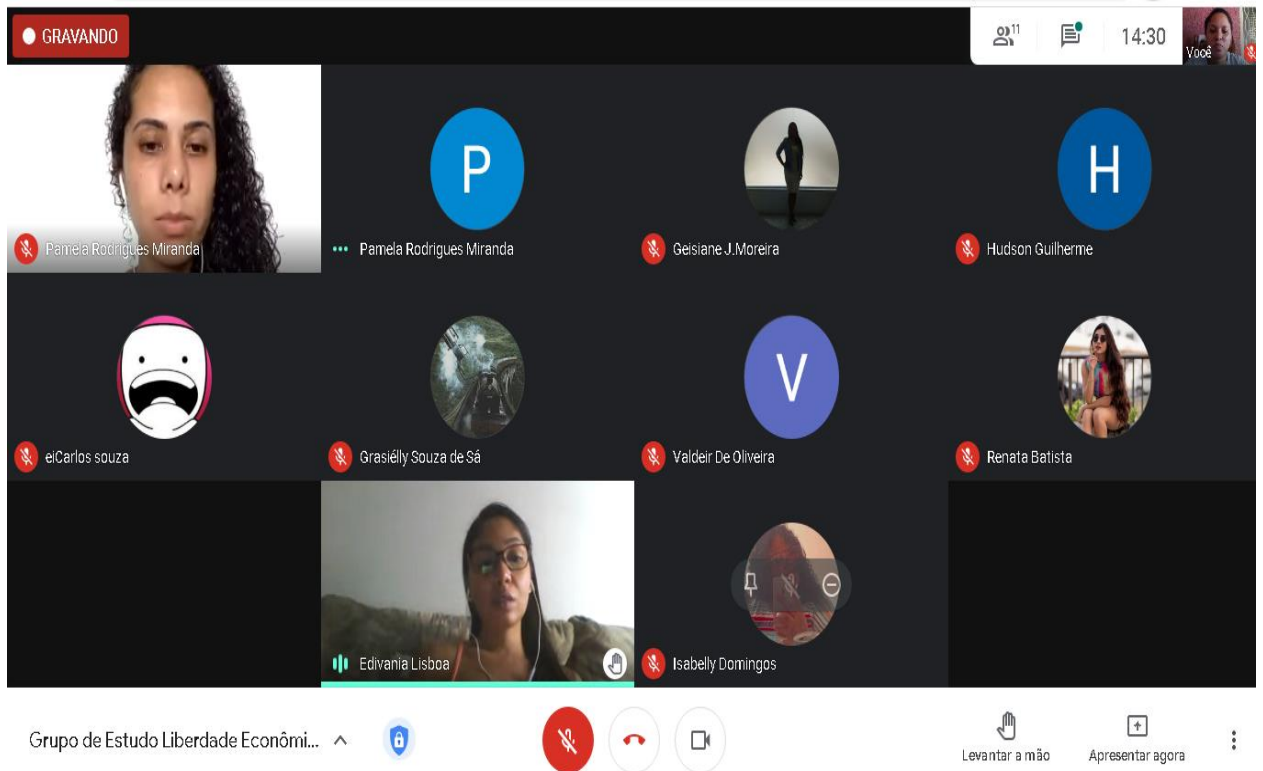 GRAVANDO
11
14:30
Você
Pamela Rodrigues Miranda
P
Pamela Rodrigues Miranda
Geisiane J.Moreira
H
Hudson Guilherme
eiCarlos souza
Grasiélly Souza de Sá
V
Valdeir De Oliveira
Renata Batista
Edivania Lisboa
Isabelly Domingos
Grupo de Estudo Liberdade Econômi...
Levantar a mão
Apresentar agora